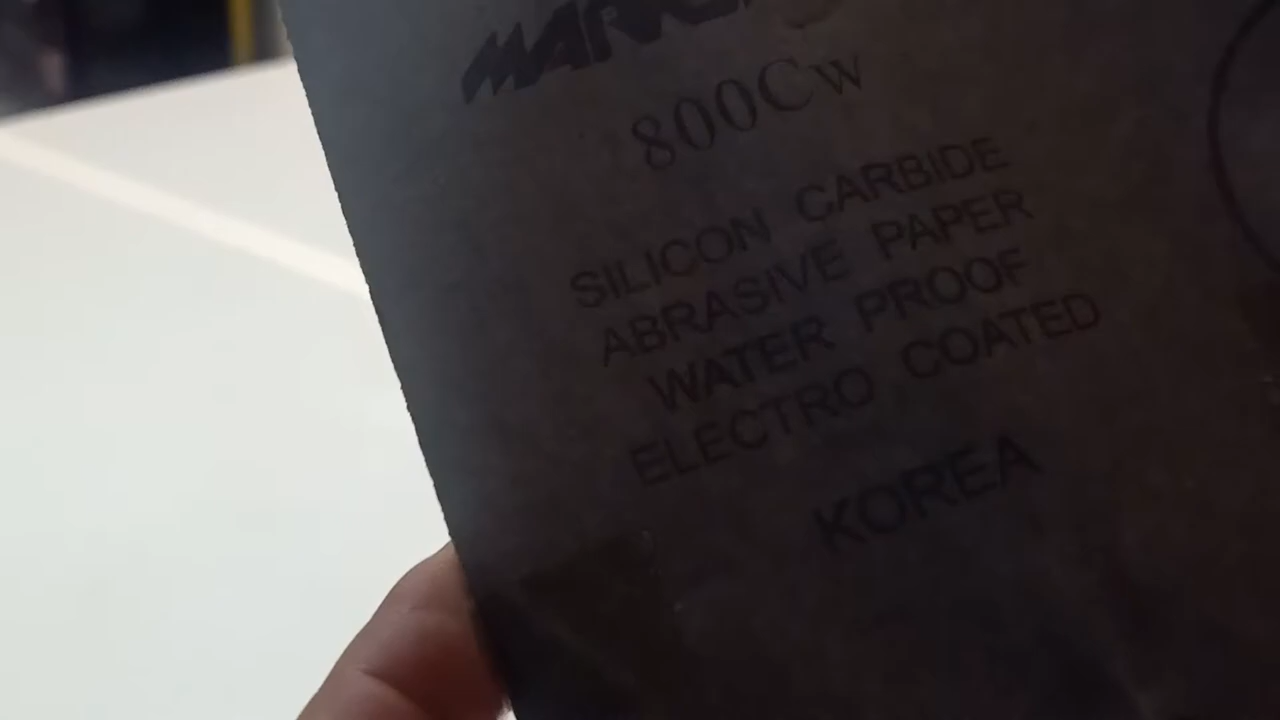 800Cw
SILICON CARBIDE
ABRASIVE PAPER
WATER PROOF
ELECTRO COATED
KOREA